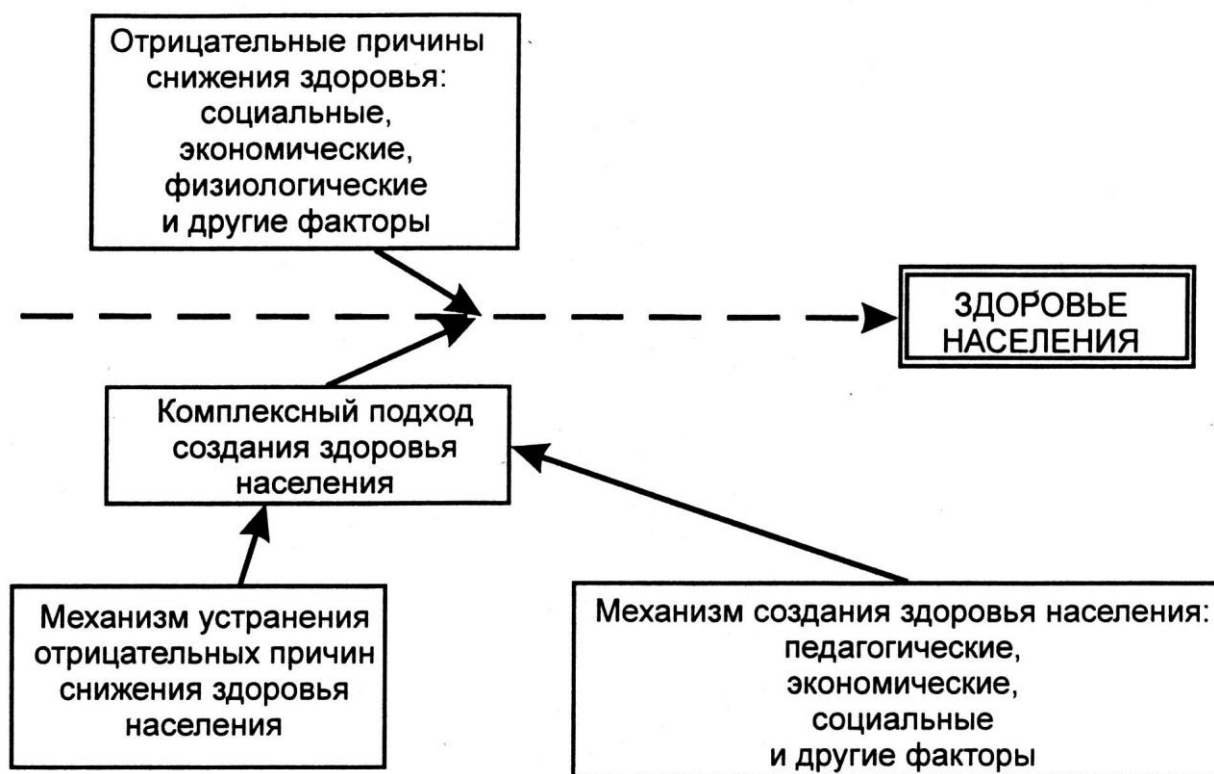 Отрицательные причины
снижения здоровья:
социальные,
экономические,
физиологические
и другие факторы
ЗДОРОВЬЕ
НАСЕЛЕНИЯ
Комплексный подход
создания здоровья
населения
Механизм устранения
отрицательных причин
снижения здоровья
населения
Механизм создания здоровья населения:
педагогические,
экономические,
социальные
и другие факторы